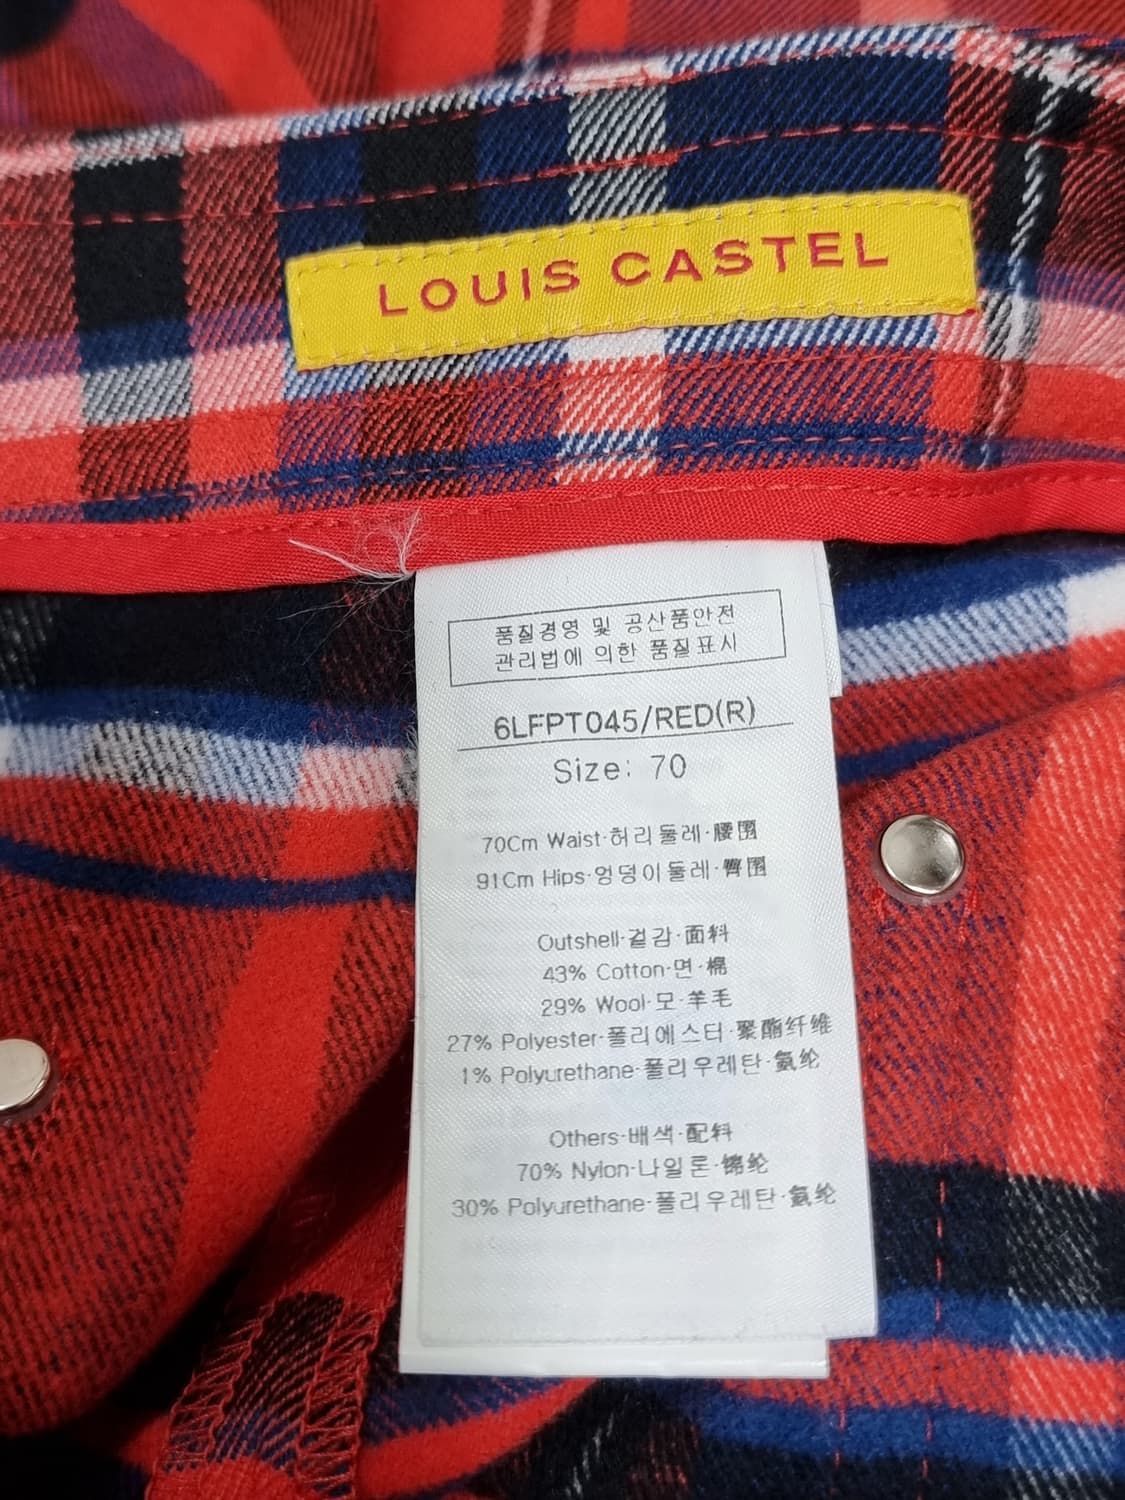 LOUIS CASTEL
품질경영 및 공산품안전
관리법에 의한 품질표시
6LFPT045/RED(R)
Size: 70
70Cm Waist·허리둘레·腰围
91Cm Hips·엉덩이둘레·臀围
Outshell·겉감·面料
43% Cotton·면·棉
29% Wool·모·羊毛
27% Polyester·폴리에스터·聚酯纤维
1% Polyurethane·폴리우레탄·氨纶
Others·배색·配料
70% Nylon·나일론·锦纶
30% Polyurethane·폴리우레탄·氨纶